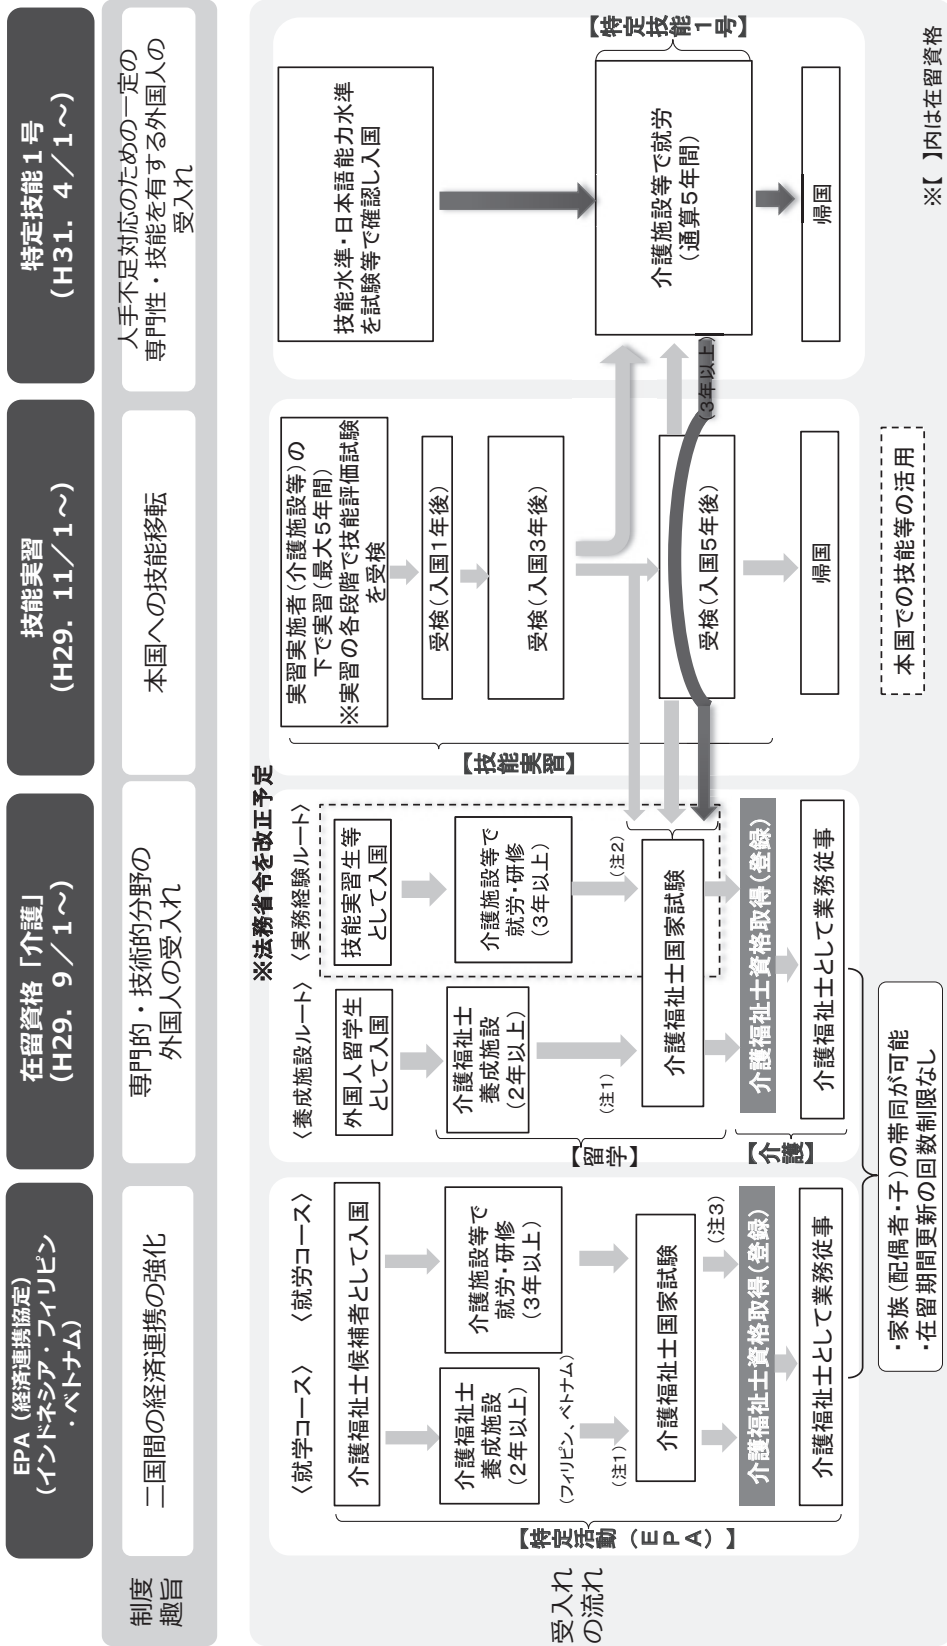 EPA（経済連携協定）
（インドネシア・フィリピン
・ベトナム）
在留資格「介護」
（H29．9／1～）
技能実習
（H29．11／1～）
特定技能１号
（H31．4／1～）
制度
趣旨
二国間の経済連携の強化
専門的・技術的分野の
外国人の受入れ
本国への技能移転
人手不足対応のための一定の
専門性・技能を有する外国人の
受入れ
受入れ
の流れ
【特定活動（EPA）】
〈就学コース〉
〈就労コース〉
介護福祉士候補者として入国
介護福祉士
養成施設
（2年以上）
（フィリピン、ベトナム）
（注1）
介護施設等で
就労・研修
（3年以上）
介護福祉士国家試験
（注3）
介護福祉士資格取得（登録）
介護福祉士として業務従事
※法務省令を改正予定
〈養成施設ルート〉
〈実務経験ルート〉
外国人留学生
として入国
介護福祉士
養成施設
（2年以上）
（注1）
技能実習生等
として入国
介護施設等で
就労・研修
（3年以上）
（注2）
【留学】
介護福祉士国家試験
【介護】
介護福祉士資格取得（登録）
介護福祉士として業務従事
・家族（配偶者・子）の帯同が可能
・在留期間更新の回数制限なし
【技能実習】
実習実施者（介護施設等）の
下で実習（最大5年間）
※実習の各段階で技能評価試験
を受検
受検（入国1年後）
受検（入国3年後）
受検（入国5年後）
帰国
本国での技能等の活用
技能水準・日本語能力水準
を試験等で確認し入国
【特定技能１号】
介護施設等で就労
（通算5年間）
（3年以上）
帰国
※【　】内は在留資格